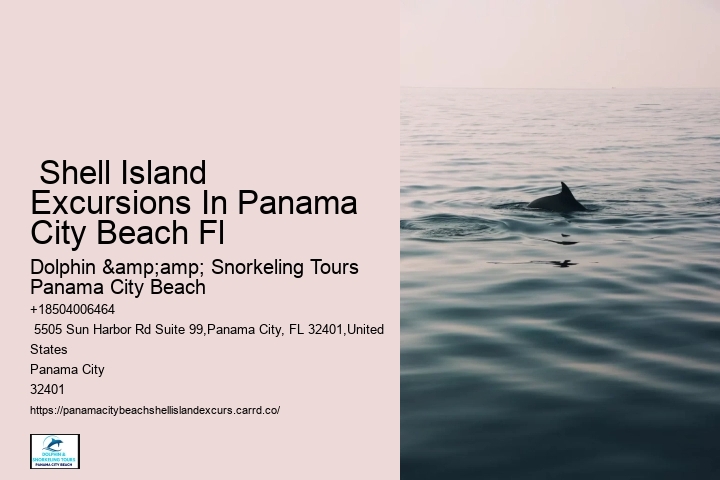 Shell Island
Excursions In Panama
City Beach Fl
Dolphin &amp;amp; Snorkeling Tours
Panama City Beach
+18504006464
5505 Sun Harbor Rd Suite 99,Panama City, FL 32401,United
States
Panama City
32401
https://panamacitybeachshellislandexcurs.carrd.co/
DOLPHIN &
SNORKELING TOURS
PANAMA CITY BEACH